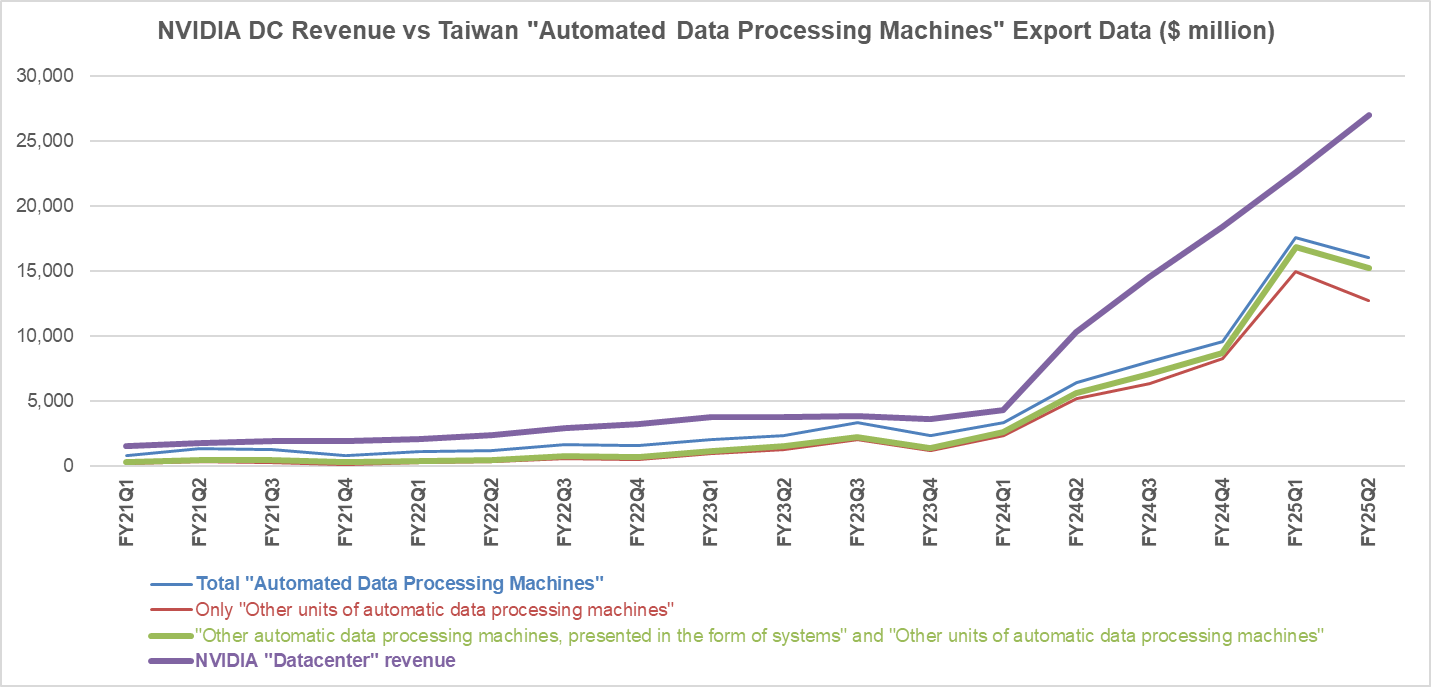 NVIDIA DC Revenue vs Taiwan "Automated Data Processing Machines" Export Data ($ million)
30,000
25,000
20,000
15,000
10,000
5,000
0
FY21Q1
FY21Q2
FY21Q3
FY21Q4
FY22Q1
FY22Q2
FY22Q3
FY22Q4
FY23Q1
FY23Q2
FY23Q3
FY23Q4
FY24Q1
FY24Q2
FY24Q3
FY24Q4
FY25Q1
FY25Q2
Total "Automated Data Processing Machines"
Only "Other units of automatic data processing machines"
"Other automatic data processing machines, presented in the form of systems" and "Other units of automatic data processing machines"
NVIDIA "Datacenter" revenue